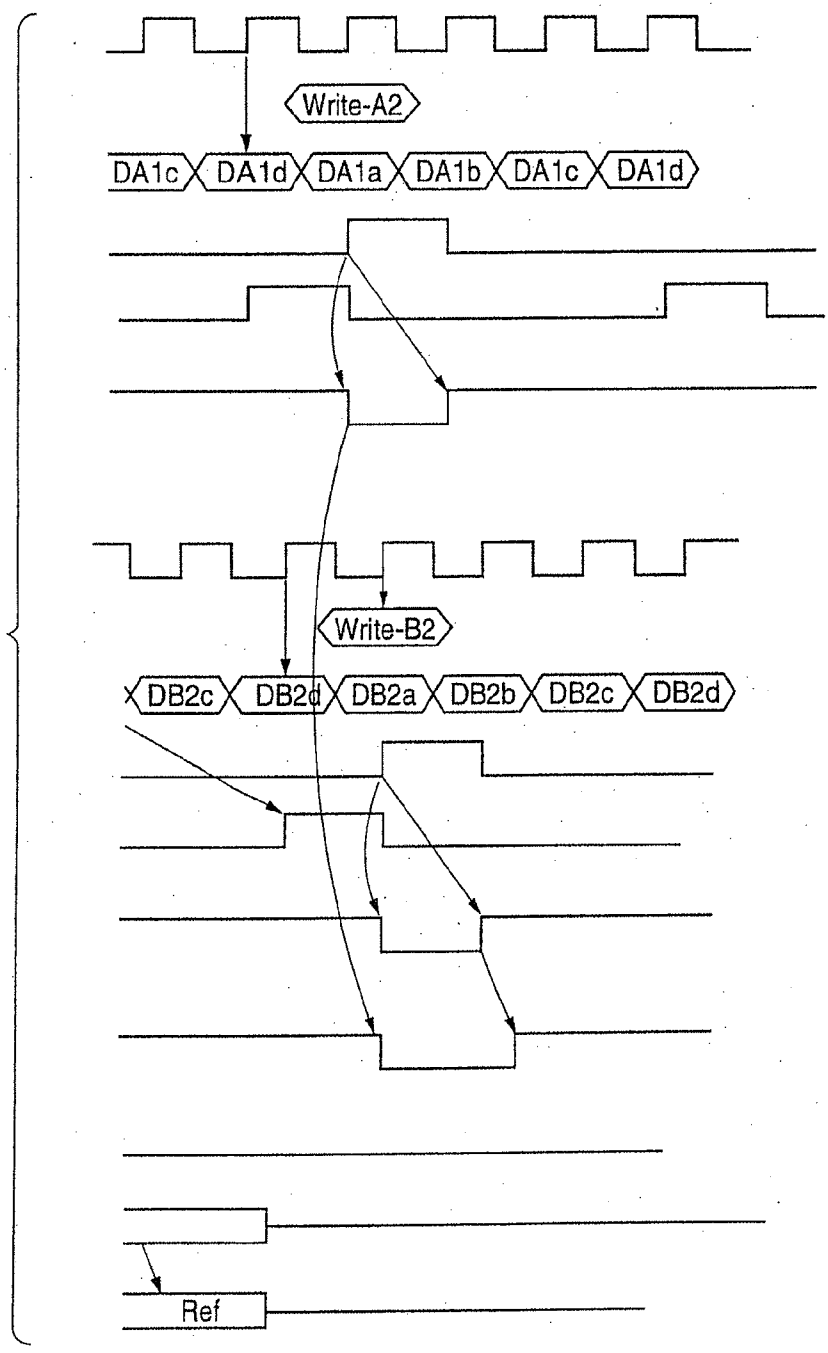 Write-A2
DA1c DA1d DA1a DA1b DA1c DA1d
Write-B2
DB2c DB2d DB2a DB2b DB2c DB2d
Ref